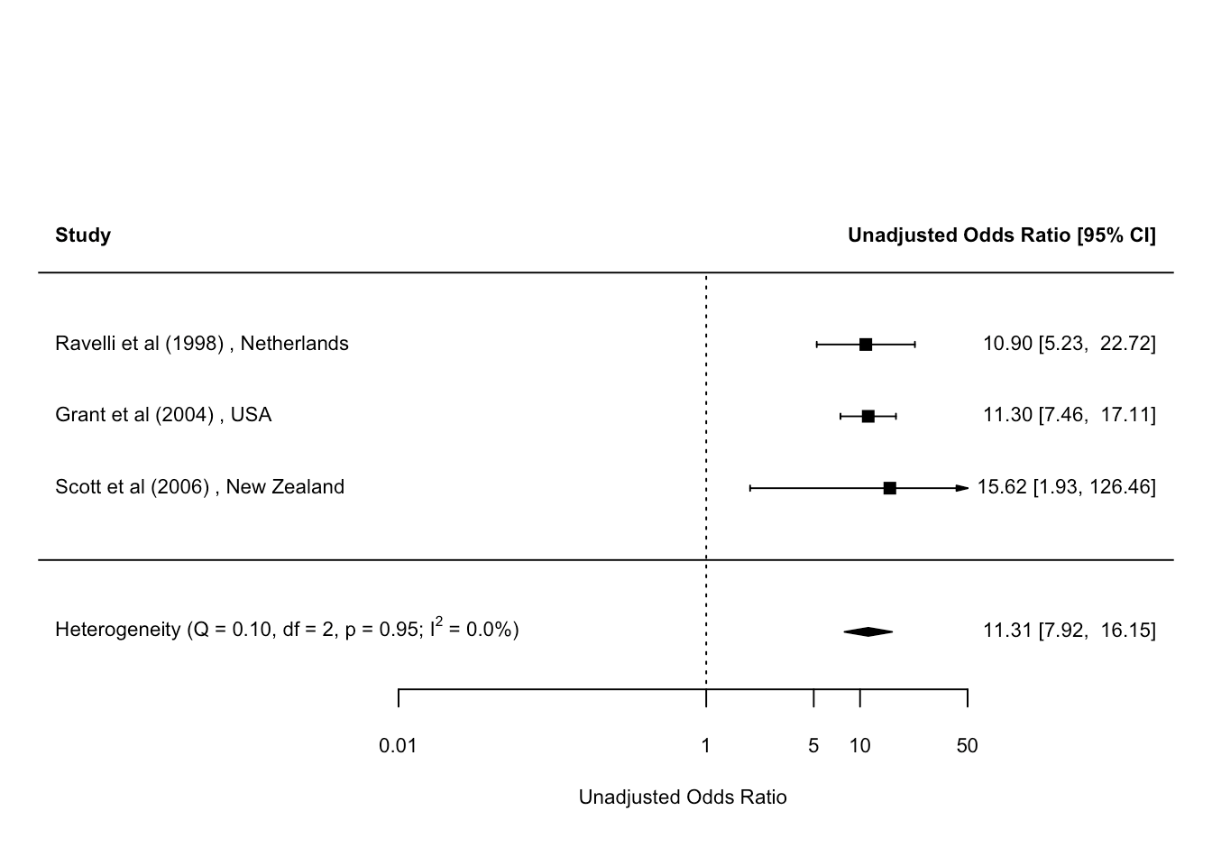 Study Unadjusted Odds Ratio [95% CI]
Ravelli et al (1998) , Netherlands 10.90 [5.23, 22.72]
Grant et al (2004) , USA 11.30 [7.46, 17.11]
Scott et al (2006) , New Zealand 15.62 [1.93, 126.46]
Heterogeneity (Q = 0.10, df = 2, p = 0.95; I² = 0.0%) 11.31 [7.92, 16.15]
0.01 1 5 10 50
Unadjusted Odds Ratio